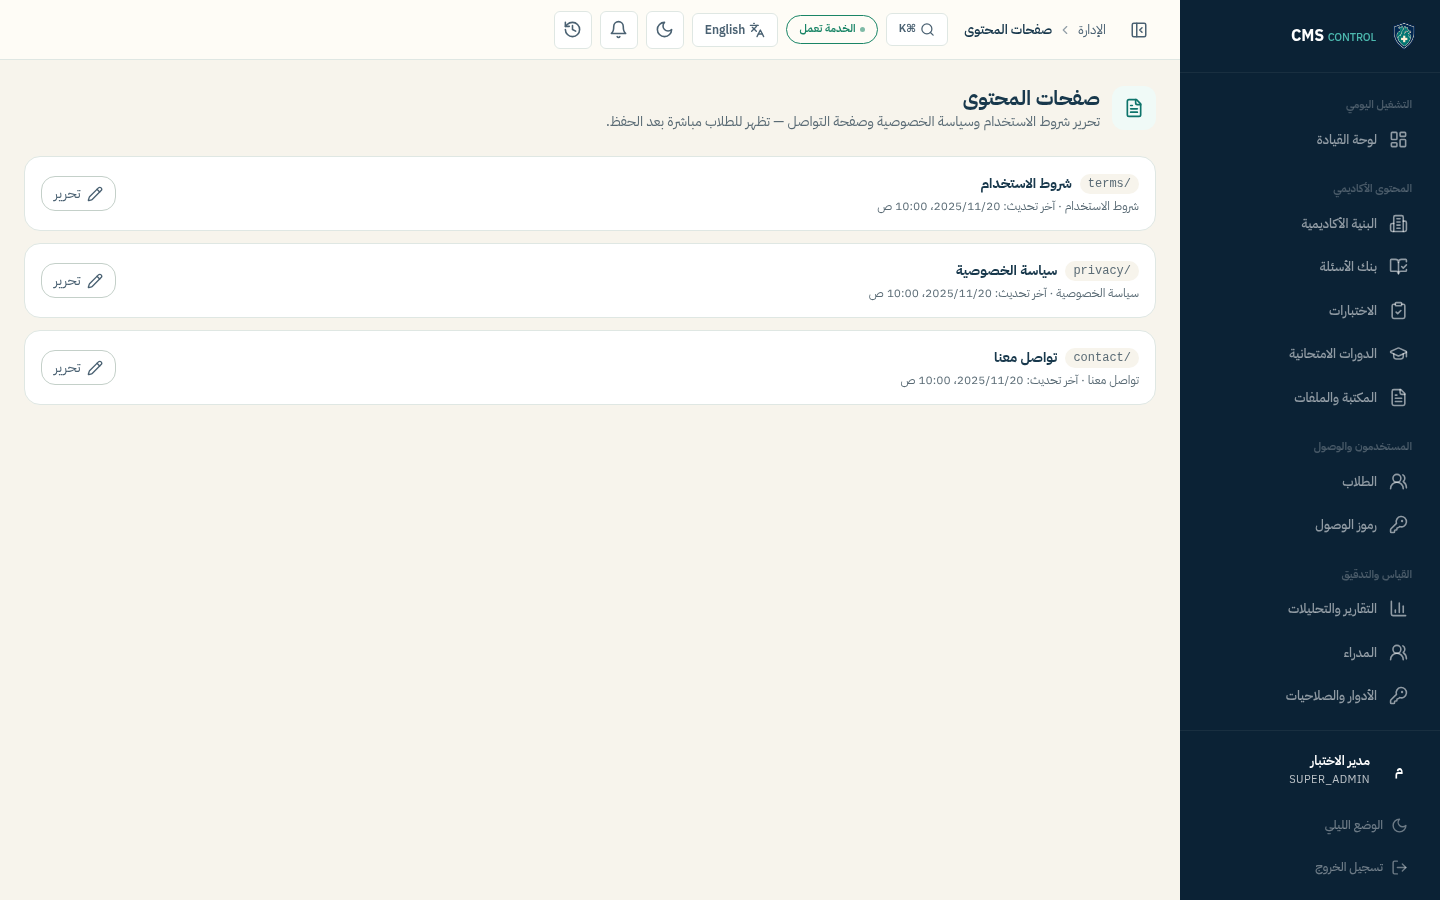 CMS CONTROL
التشغيل اليومي
لوحة القيادة
المحتوى الأكاديمي
البنية الأكاديمية
بنك الأسئلة
الاختبارات
الدورات الامتحانية
المكتبة والملفات
المستخدمون والوصول
الطلاب
رموز الوصول
القياس والتدقيق
التقارير والتحليلات
المدراء
الأدوار والصلاحيات
م
مدير الاختبار
SUPER_ADMIN
الوضع الليلي
تسجيل الخروج
الإدارة
صفحات المحتوى
K⌘
الخدمة تعمل
English
صفحات المحتوى
تحرير شروط الاستخدام وسياسة الخصوصية وصفحة التواصل — تظهر للطلاب مباشرة بعد الحفظ.
terms/ شروط الاستخدام
شروط الاستخدام · آخر تحديث: 2025/11/20، 10:00 ص
تحرير
privacy/ سياسة الخصوصية
سياسة الخصوصية · آخر تحديث: 2025/11/20، 10:00 ص
تحرير
contact/ تواصل معنا
تواصل معنا · آخر تحديث: 2025/11/20، 10:00 ص
تحرير